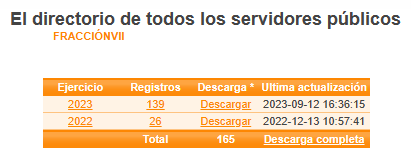 El directorio de todos los servidores públicos
FRACCIÓNVII
Ejercicio Registros Descarga * Ultima actualización
2023 139 Descargar 2023-09-12 16:36:15
2022 26 Descargar 2022-12-13 10:57:41
Total 165 Descarga completa